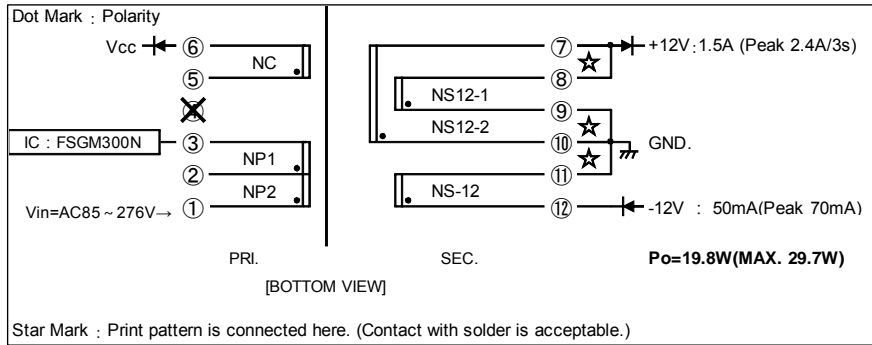 Dot Mark : Polarity
Vcc ⑥ ⑦ +12V:1.5A (Peak 2.4A/3s)
NC ☆
⑤ ⑧
NS12-1
④ ⑨
NS12-2 ☆
IC : FSGM300N ③ ⑩ GND.
NP1 ☆
② ⑪
NP2 NS-12
Vin=AC85~276V→ ① ⑫ -12V : 50mA(Peak 70mA)
PRI. SEC. Po=19.8W(MAX. 29.7W)
[BOTTOM VIEW]
Star Mark : Print pattern is connected here. (Contact with solder is acceptable.)